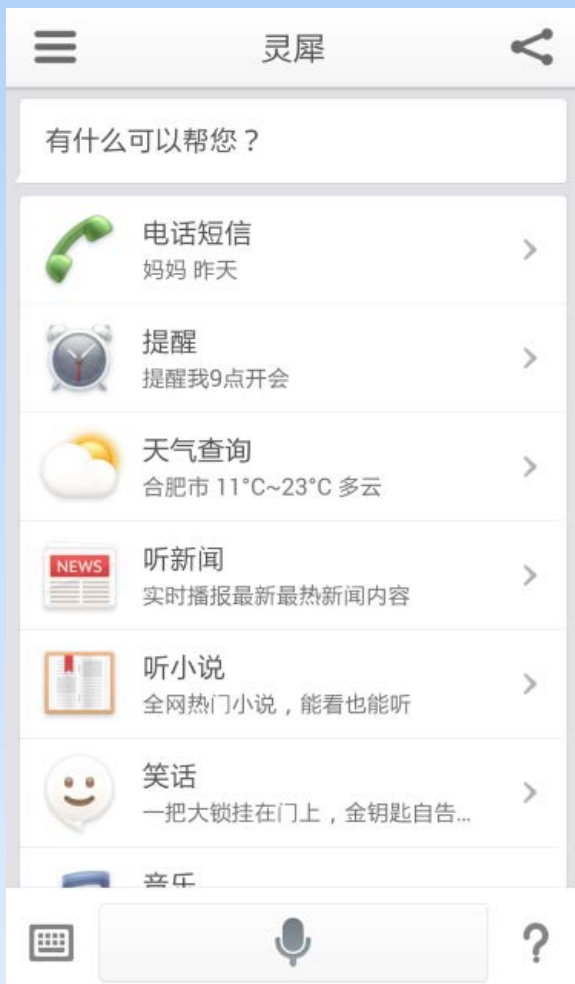 灵犀
有什么可以帮您？
电话短信
妈妈 昨天
提醒
提醒我9点开会
天气查询
合肥市 11°C~23°C 多云
NEWS
听新闻
实时播报最新最热新闻内容
听小说
全网热门小说，能看也能听
笑话
一把大锁挂在门上，金钥匙自告...
音乐